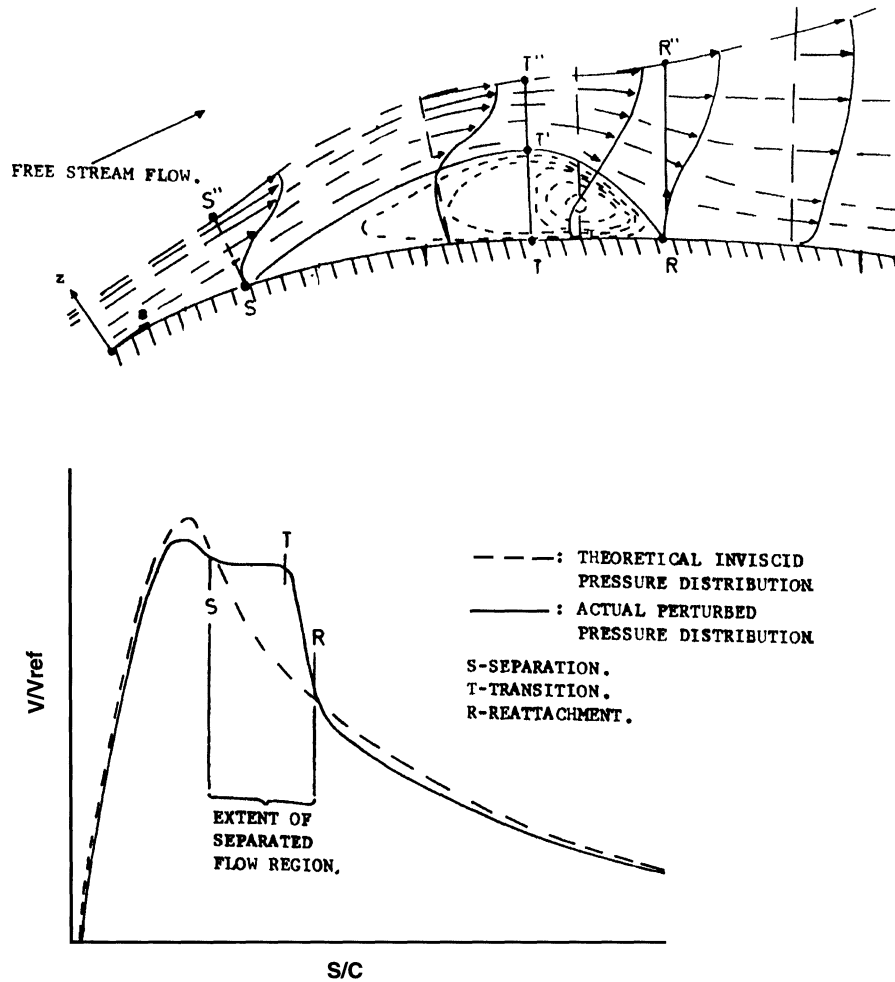 T"
R"
T'
FREE STREAM FLOW.
S"
z
s
S
T
R
T
S
R
V/Vref
EXTENT OF
SEPARATED
FLOW REGION.
S/C
— — — : THEORETICAL INVISCID
PRESSURE DISTRIBUTION
———— : ACTUAL PERTURBED
PRESSURE DISTRIBUTION
S-SEPARATION.
T-TRANSITION.
R-REATTACHMENT.